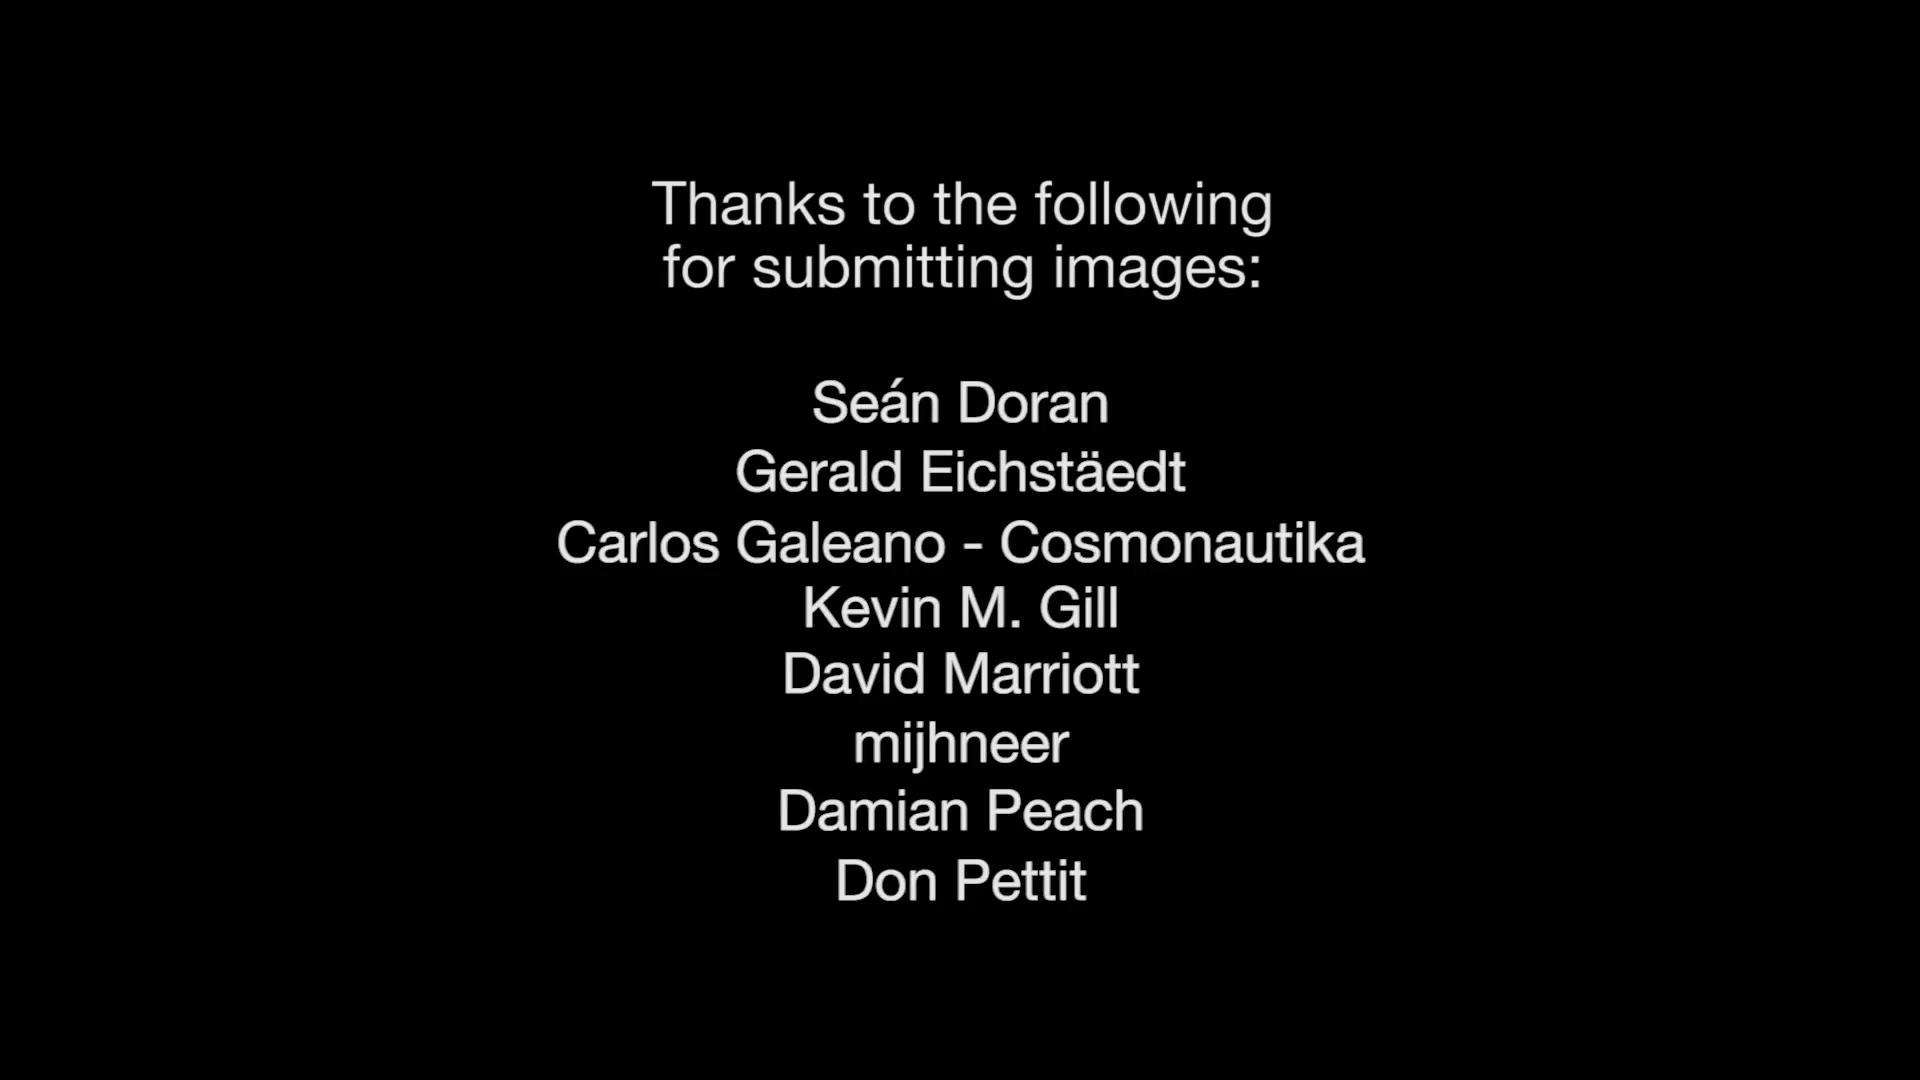 Thanks to the following
for submitting images:
Seán Doran
Gerald Eichstäedt
Carlos Galeano - Cosmonautika
Kevin M. Gill
David Marriott
mijhneer
Damian Peach
Don Pettit